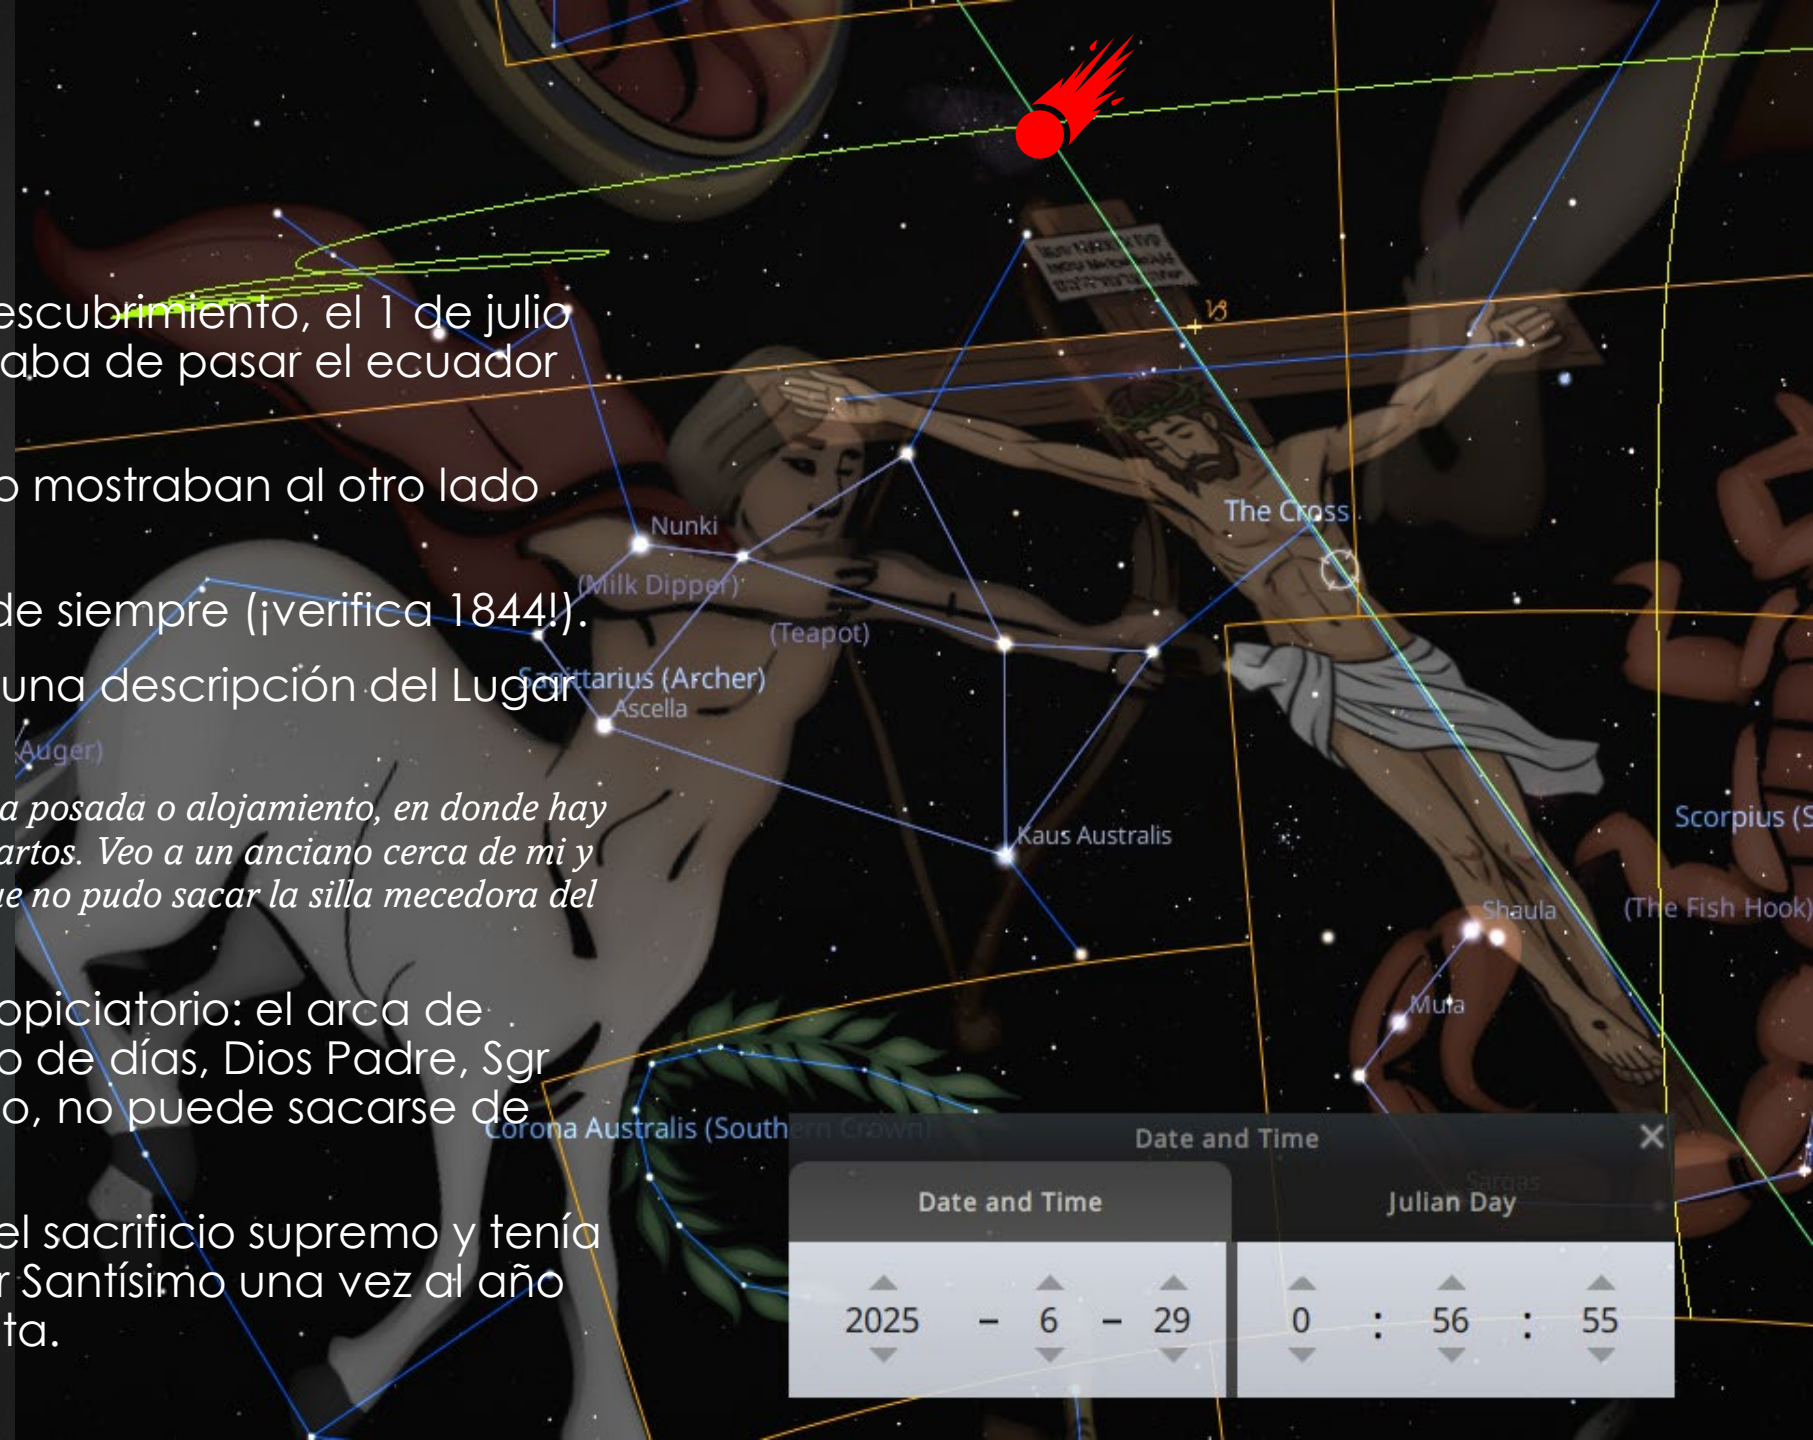 escubrimiento, el 1 de julio
aba de pasar el ecuador
o mostraban al otro lado
de siempre (¡verifica 1844!).
una descripción del Lugar
a posada o alojamiento, en donde hay
artos. Veo a un anciano cerca de mi y
ue no pudo sacar la silla mecedora del
opiciatorio: el arca de
o de días, Dios Padre, Sgr
o, no puede sacarse de
el sacrificio supremo y tenía
r Santísimo una vez al año
ta.
♑
The Cross
Nunki
(Milk Dipper)
(Teapot)
Sagittarius (Archer)
Ascella
Auger)
Kaus Australis
Scorpius (S
Shaula
(The Fish Hook)
Mula
Corona Australis (Southern Crown)
Sargas
Date and Time
×
Date and Time
Julian Day
2025 – 6 – 29 0 : 56 : 55